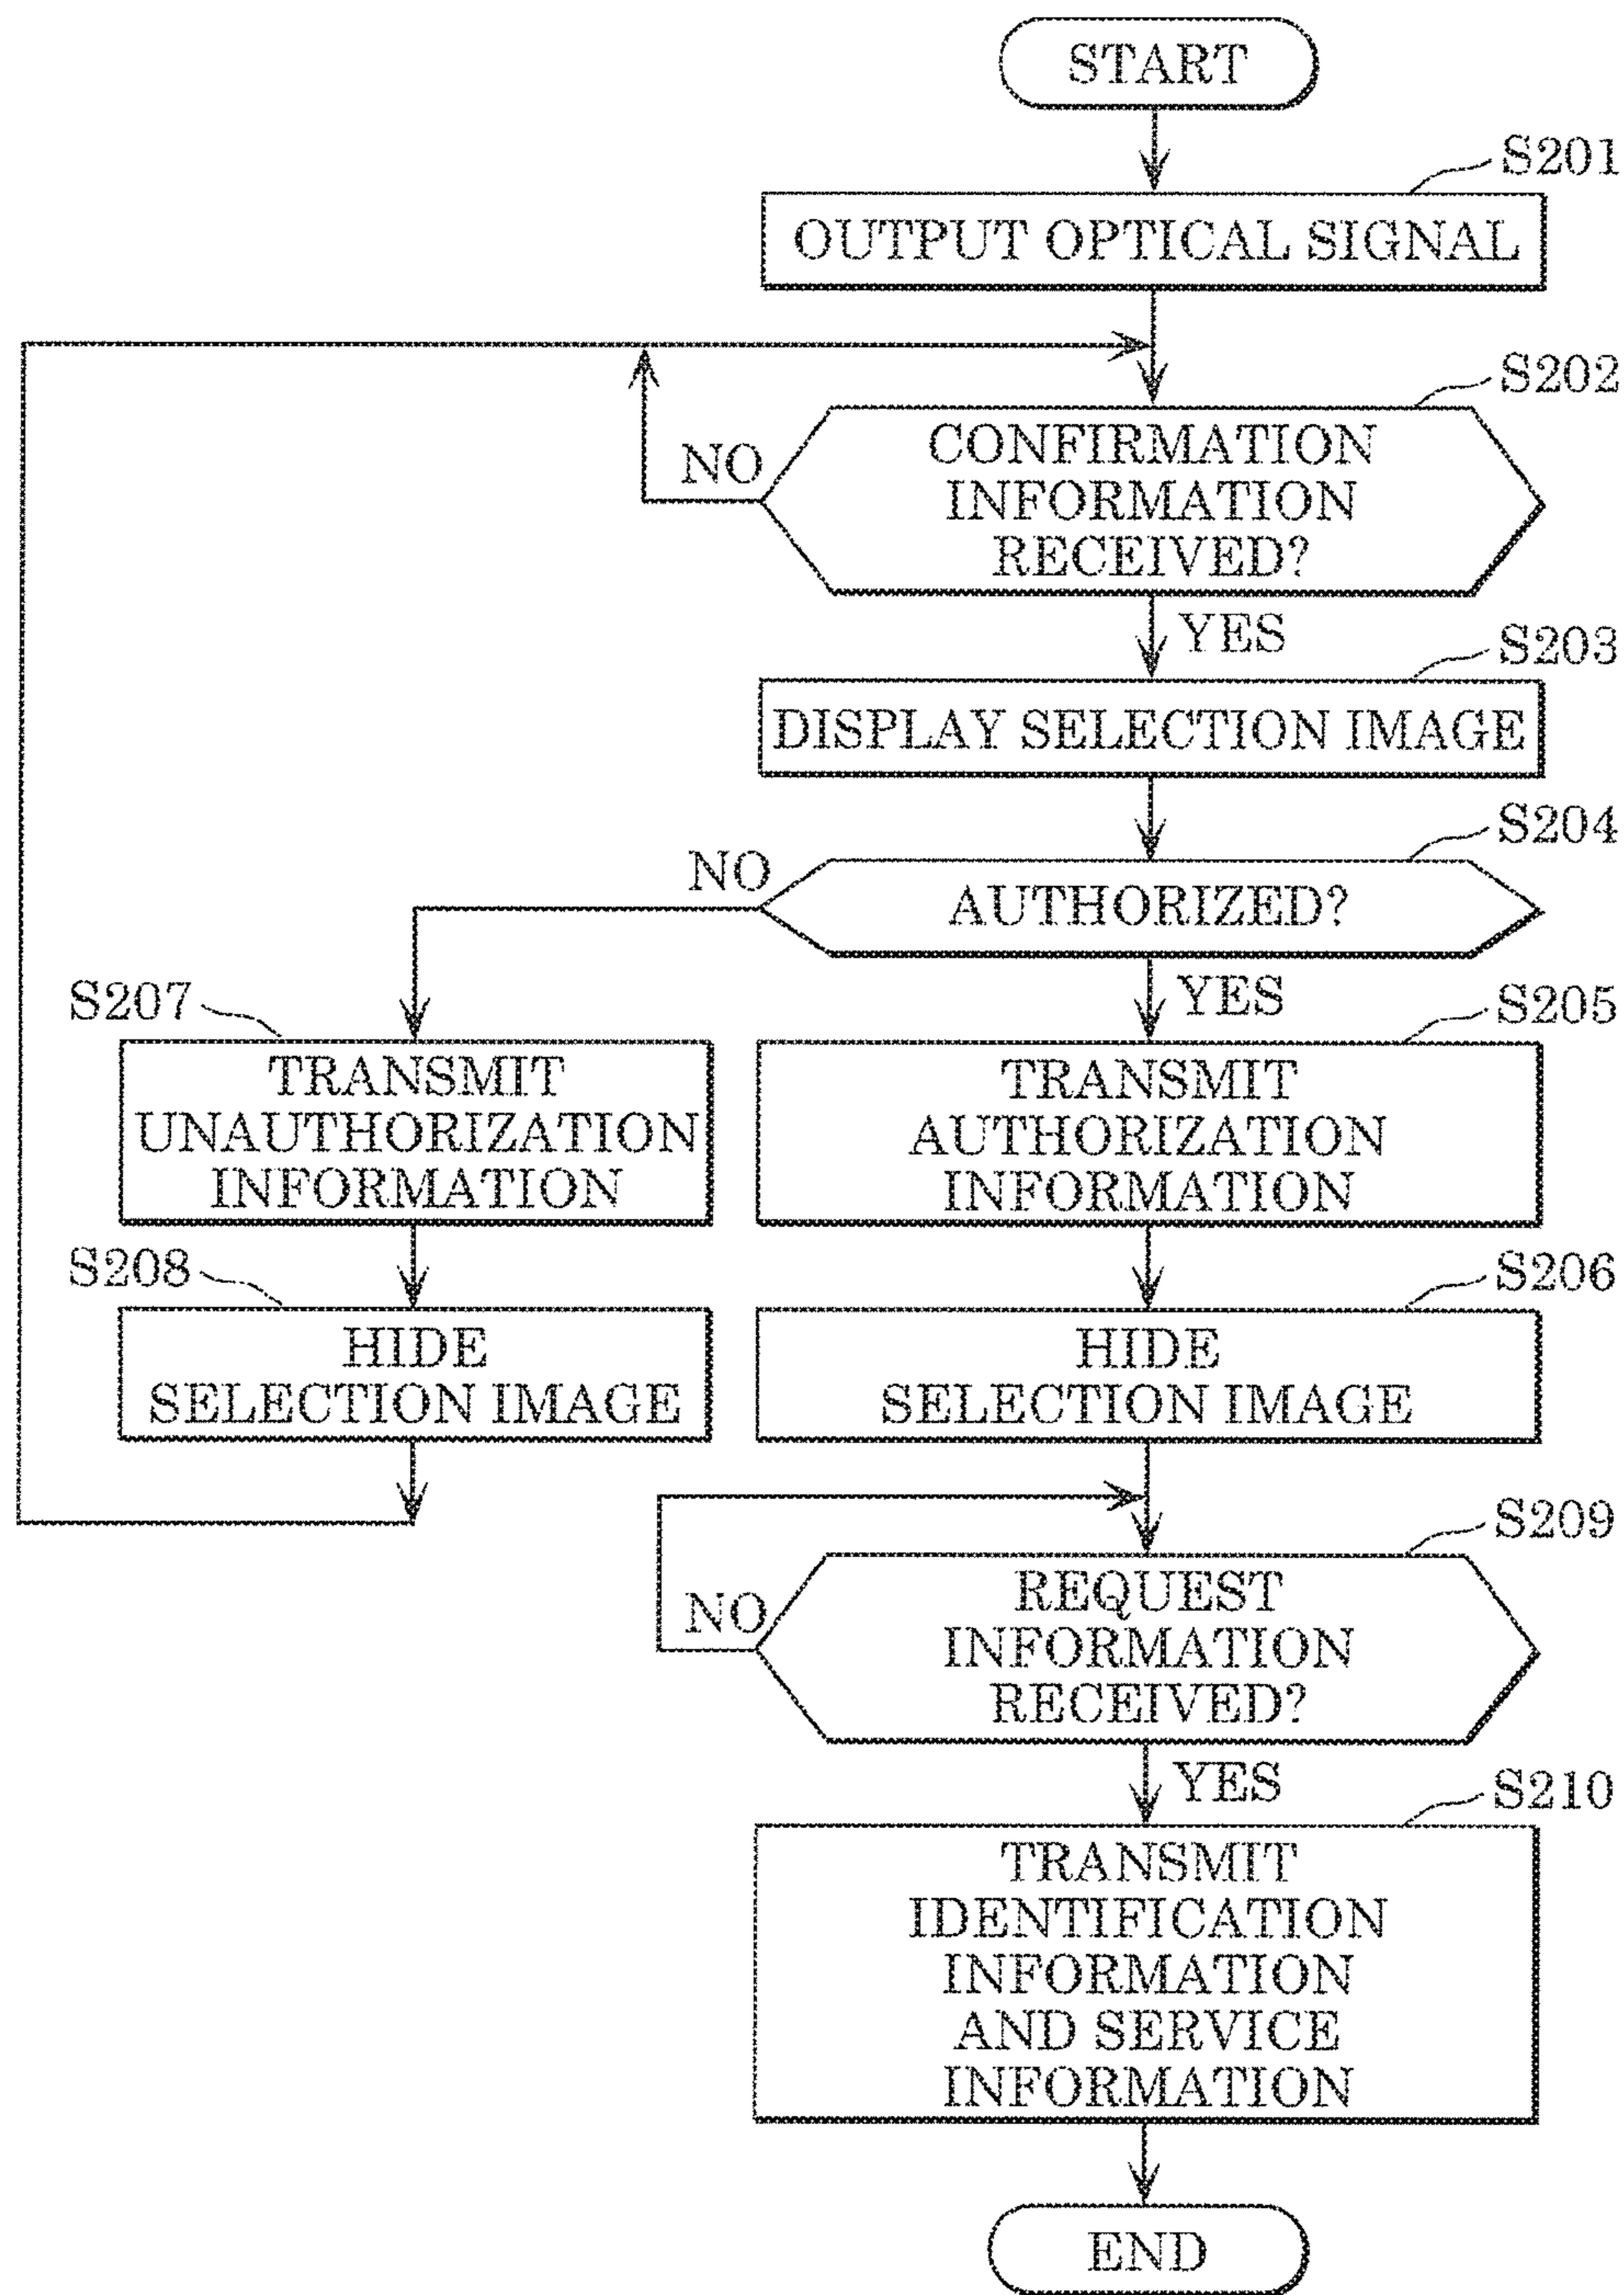 START
S201
OUTPUT OPTICAL SIGNAL
S202
NO
CONFIRMATION
INFORMATION
RECEIVED?
YES
S203
DISPLAY SELECTION IMAGE
S204
NO
AUTHORIZED?
YES
S207
TRANSMIT
UNAUTHORIZATION
INFORMATION
S205
TRANSMIT
AUTHORIZATION
INFORMATION
S208
HIDE
SELECTION IMAGE
S206
HIDE
SELECTION IMAGE
S209
NO
REQUEST
INFORMATION
RECEIVED?
YES
S210
TRANSMIT
IDENTIFICATION
INFORMATION
AND SERVICE
INFORMATION
END